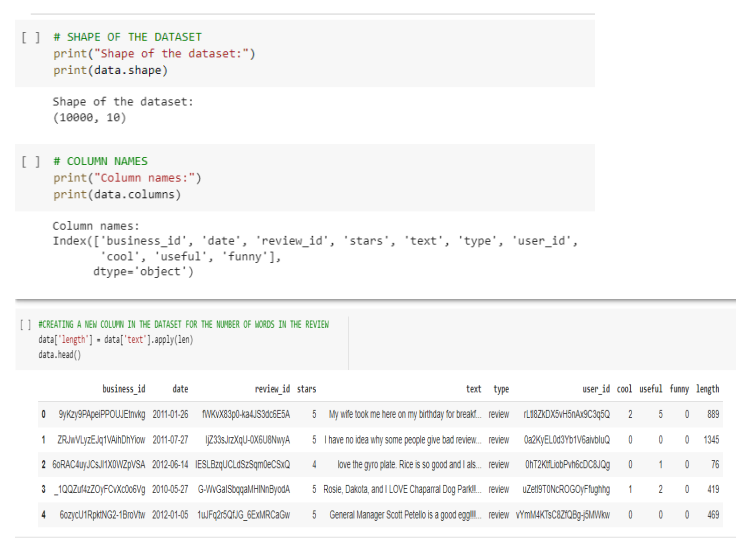 [ ] # SHAPE OF THE DATASET
print("Shape of the dataset:")
print(data.shape)
Shape of the dataset:
(10000, 10)
[ ] # COLUMN NAMES
print("Column names:")
print(data.columns)
Column names:
Index(['business_id', 'date', 'review_id', 'stars', 'text', 'type', 'user_id',
'cool', 'useful', 'funny'],
dtype='object')
[ ] #CREATING A NEW COLUMN IN THE DATASET FOR THE NUMBER OF WORDS IN THE REVIEW
data['length'] = data['text'].apply(len)
data.head()
business_id date review_id stars text type user_id cool useful funny length
0 9yKzy9PApeiPPOUJEtnvkg 2011-01-26 fWKvX83p0-ka4JS3dc6E5A 5 My wife took me here on my birthday for breakf... review rLtl8ZkDX5vH5nAx9C3q5Q 2 5 0 889
1 ZRJwVLyzEJq1VAihDhYiow 2011-07-27 IjZ33sJrzXqU-0X6U8NwyA 5 I have no idea why some people give bad review... review 0a2KyEL0d3Yb1V6aivbIuQ 0 0 0 1345
2 6oRAC4uyJCsJl1X0WZpVSA 2012-06-14 IESLBzqUCLdSzSqm0eCSxQ 4 love the gyro plate. Rice is so good and I als... review 0hT2KtfLiobPvh6cDC8JQg 0 1 0 76
3 _1QQZuf4zZOyFCvXc0o6Vg 2010-05-27 G-WvGaISbqqaMHlNnByodA 5 Rosie, Dakota, and I LOVE Chaparral Dog Park!!... review uZetl9T0NcROGOyFfughhg 1 2 0 419
4 6ozycU1RpktNG2-1BroVtw 2012-01-05 1uJFq2r5QfJG_6ExMRCaGw 5 General Manager Scott Petello is a good egg!!!... review vYmM4KTsC8ZfQBg-j5MWkw 0 0 0 469